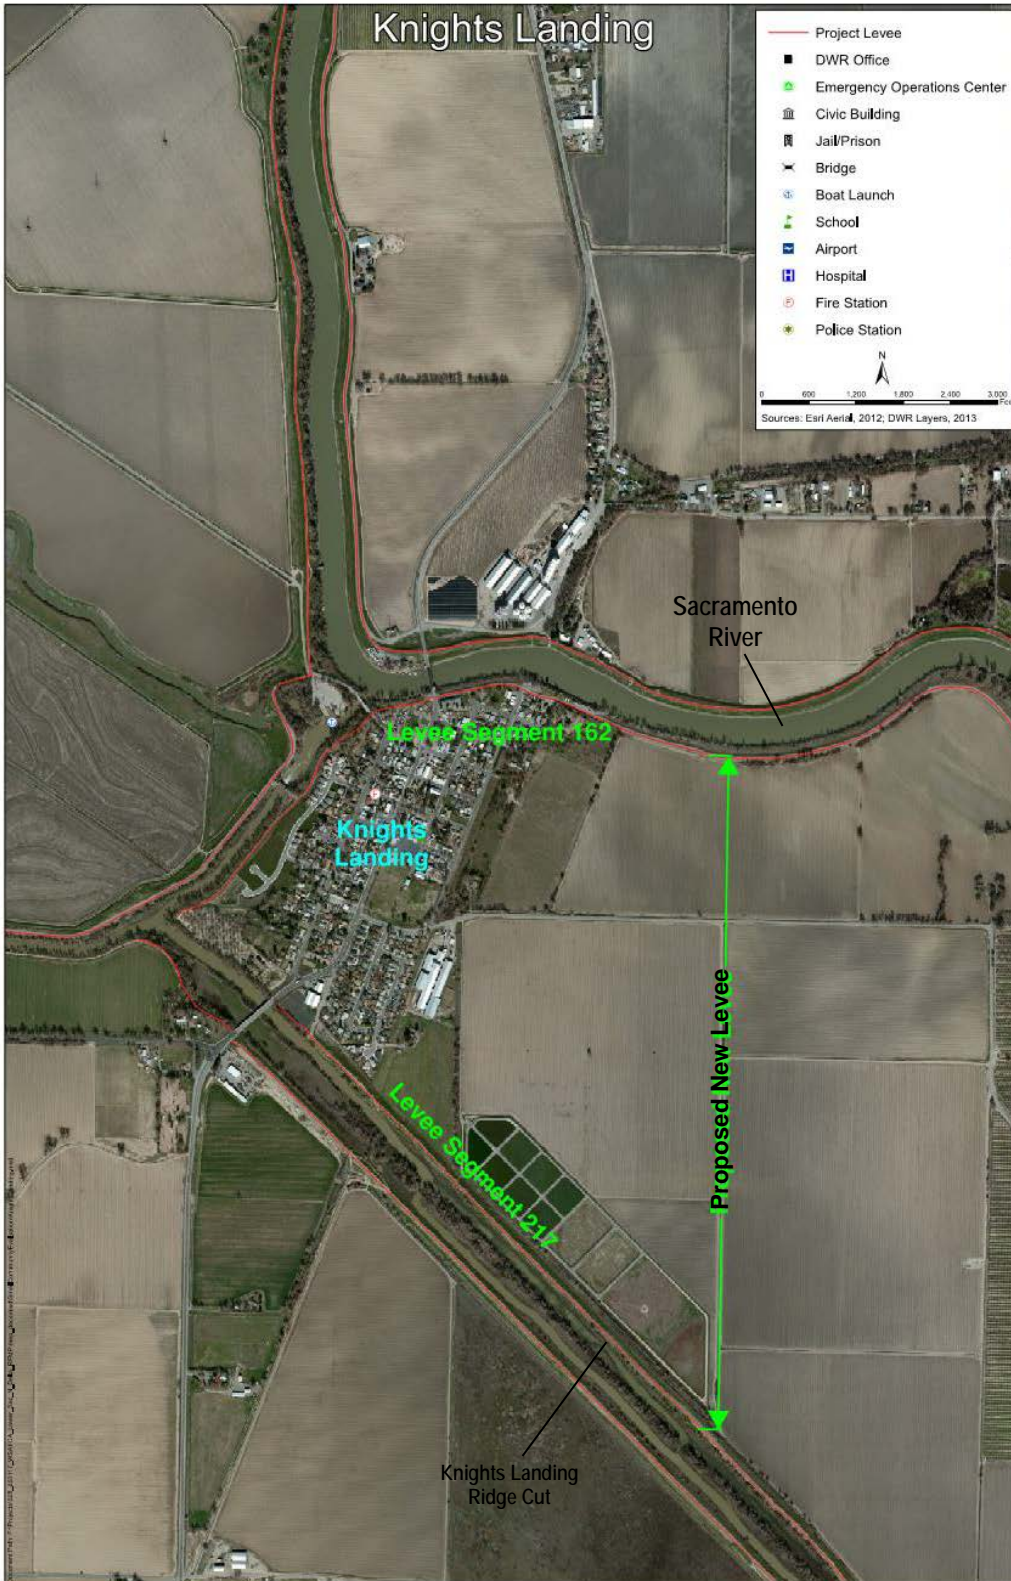 Knights Landing
Project Levee
DWR Office
Emergency Operations Center
Civic Building
Jail/Prison
Bridge
Boat Launch
School
Airport
Hospital
Fire Station
Police Station
N
0 600 1,200 1,800 2,400 3,000
Sources: Esri Aerial, 2012; DWR Layers, 2013
Sacramento
River
Levee Segment 162
Knights
Landing
Proposed New Levee
Levee Segment 217
Knights Landing
Ridge Cut